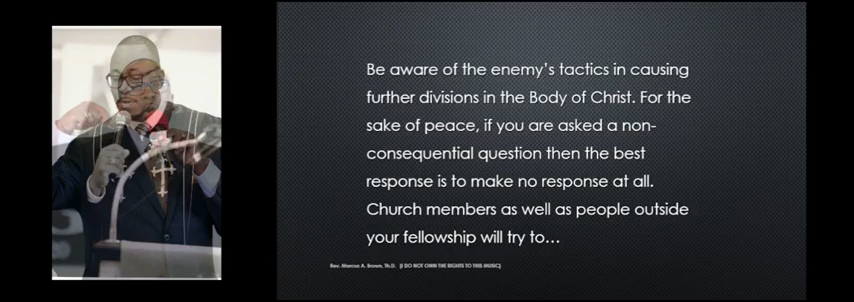 Be aware of the enemy’s tactics in causing
further divisions in the Body of Christ. For the
sake of peace, if you are asked a non-
consequential question then the best
response is to make no response at all.
Church members as well as people outside
your fellowship will try to…
Rev. Marcus A. Brown, Th.D. (I DO NOT OWN THE RIGHTS TO THIS MUSIC)